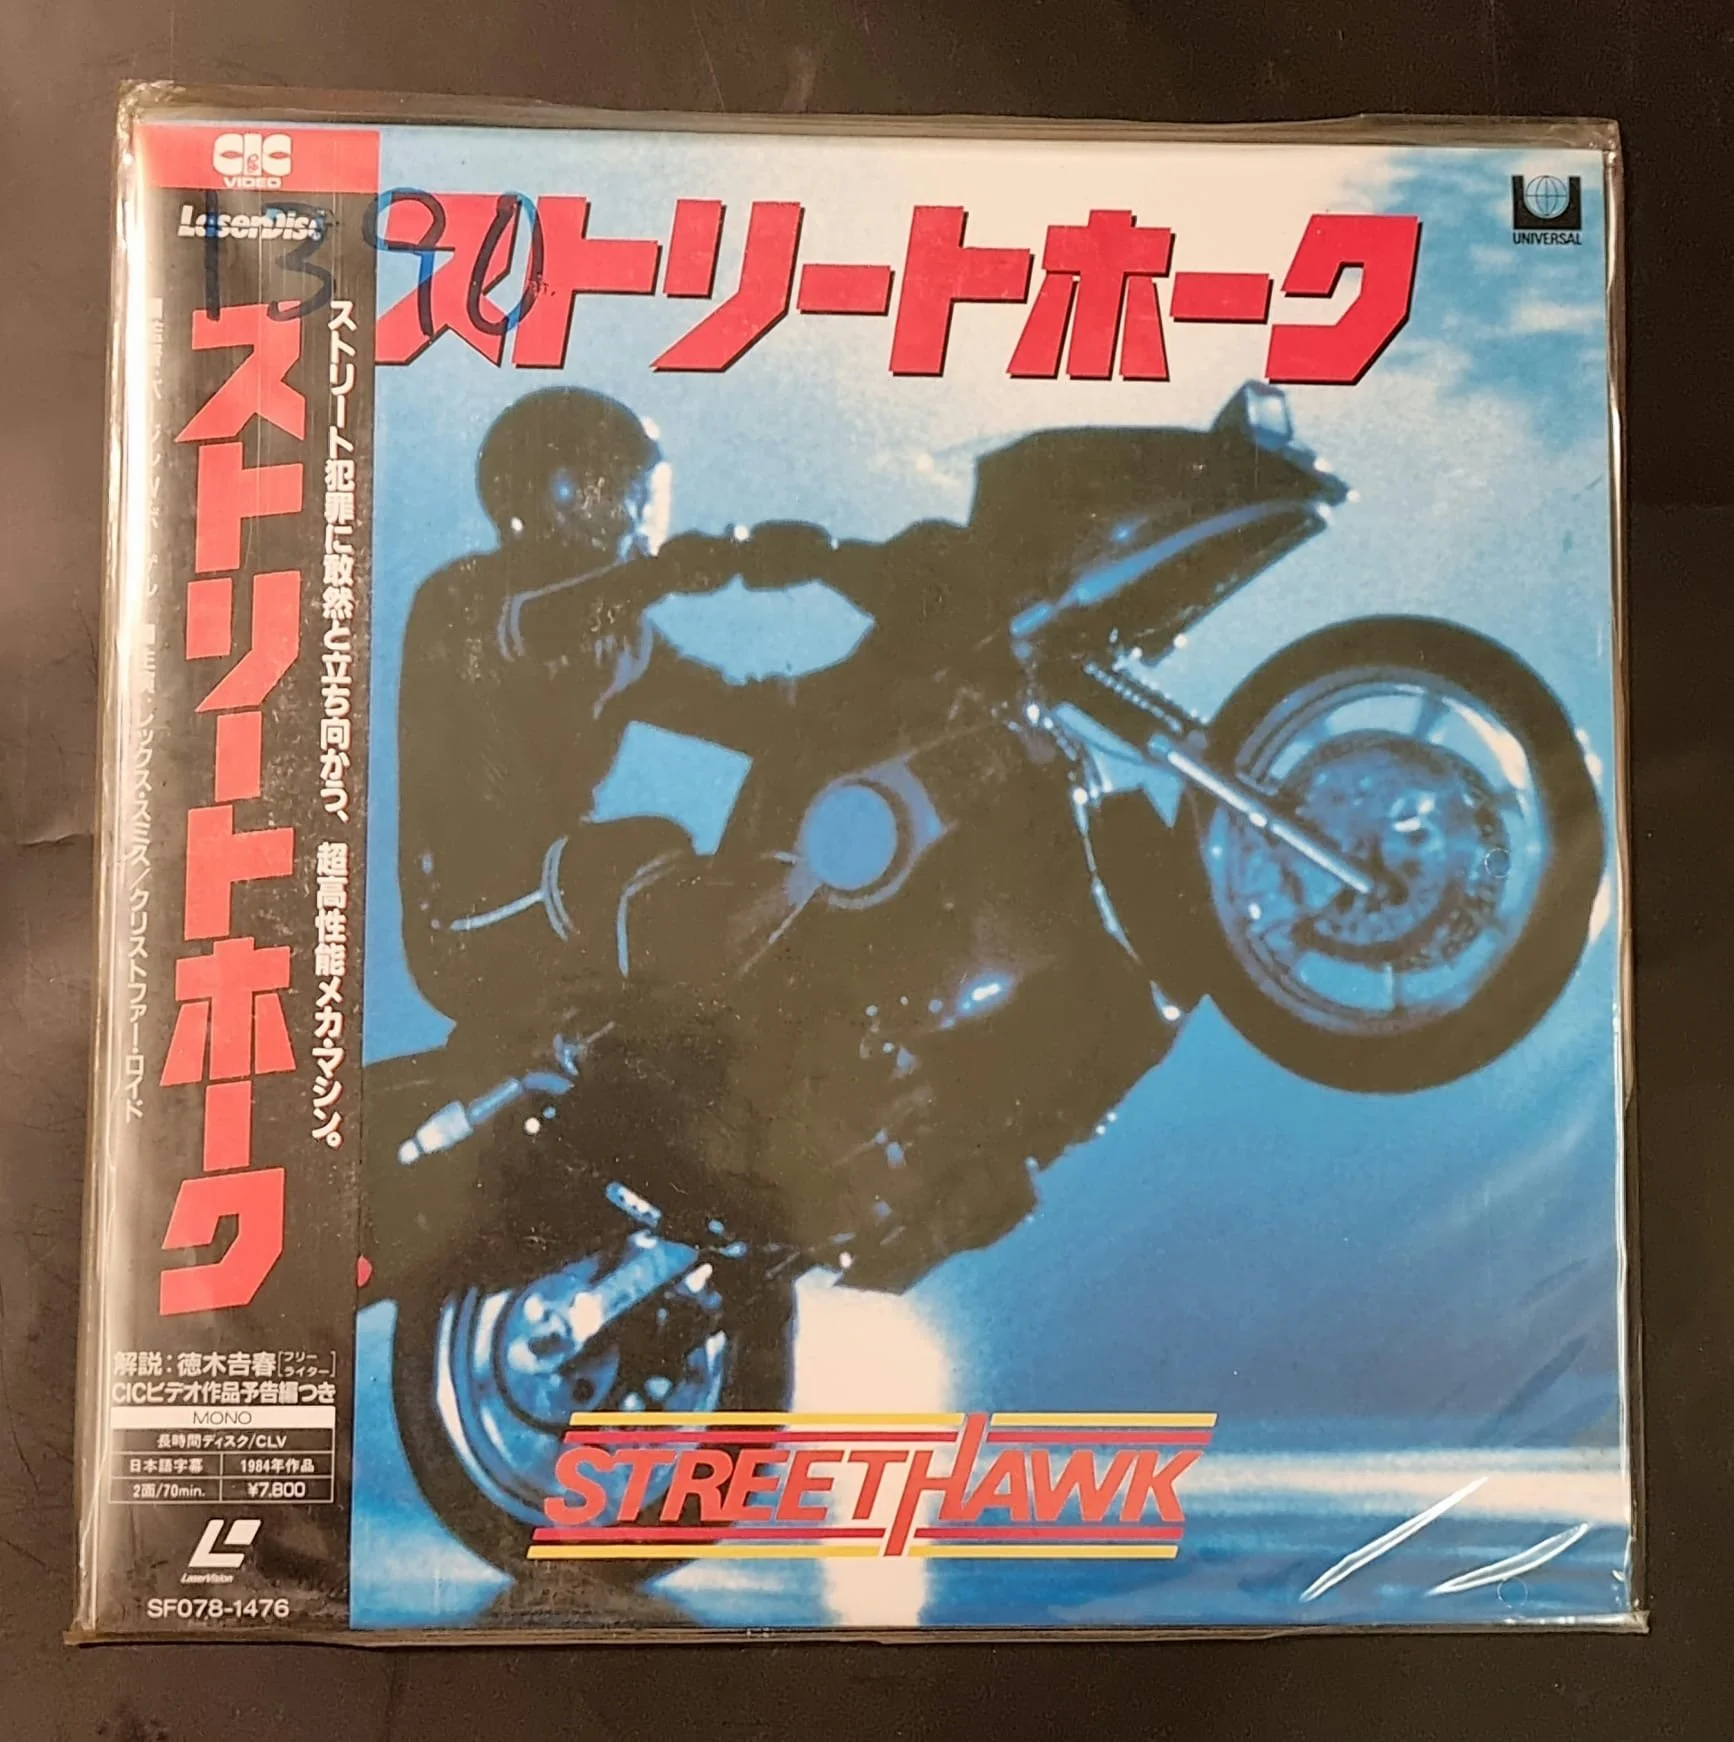 CIC
VIDEO
LaserDisc
1390
ストリートホーク
UNIVERSAL
ストリート犯罪に敢然と立ち向かう、超高性能メカ・マシン。
ストリートホーク
レックス・スミス／クリストファー・ロイド
解説：徳木吉春[フリーライター]
CICビデオ作品予告編つき
MONO
長時間ディスク/CLV
日本語字幕 1984年作品
2面/70min. ¥7,800
LaserVision
SF078-1476
STREETHAWK